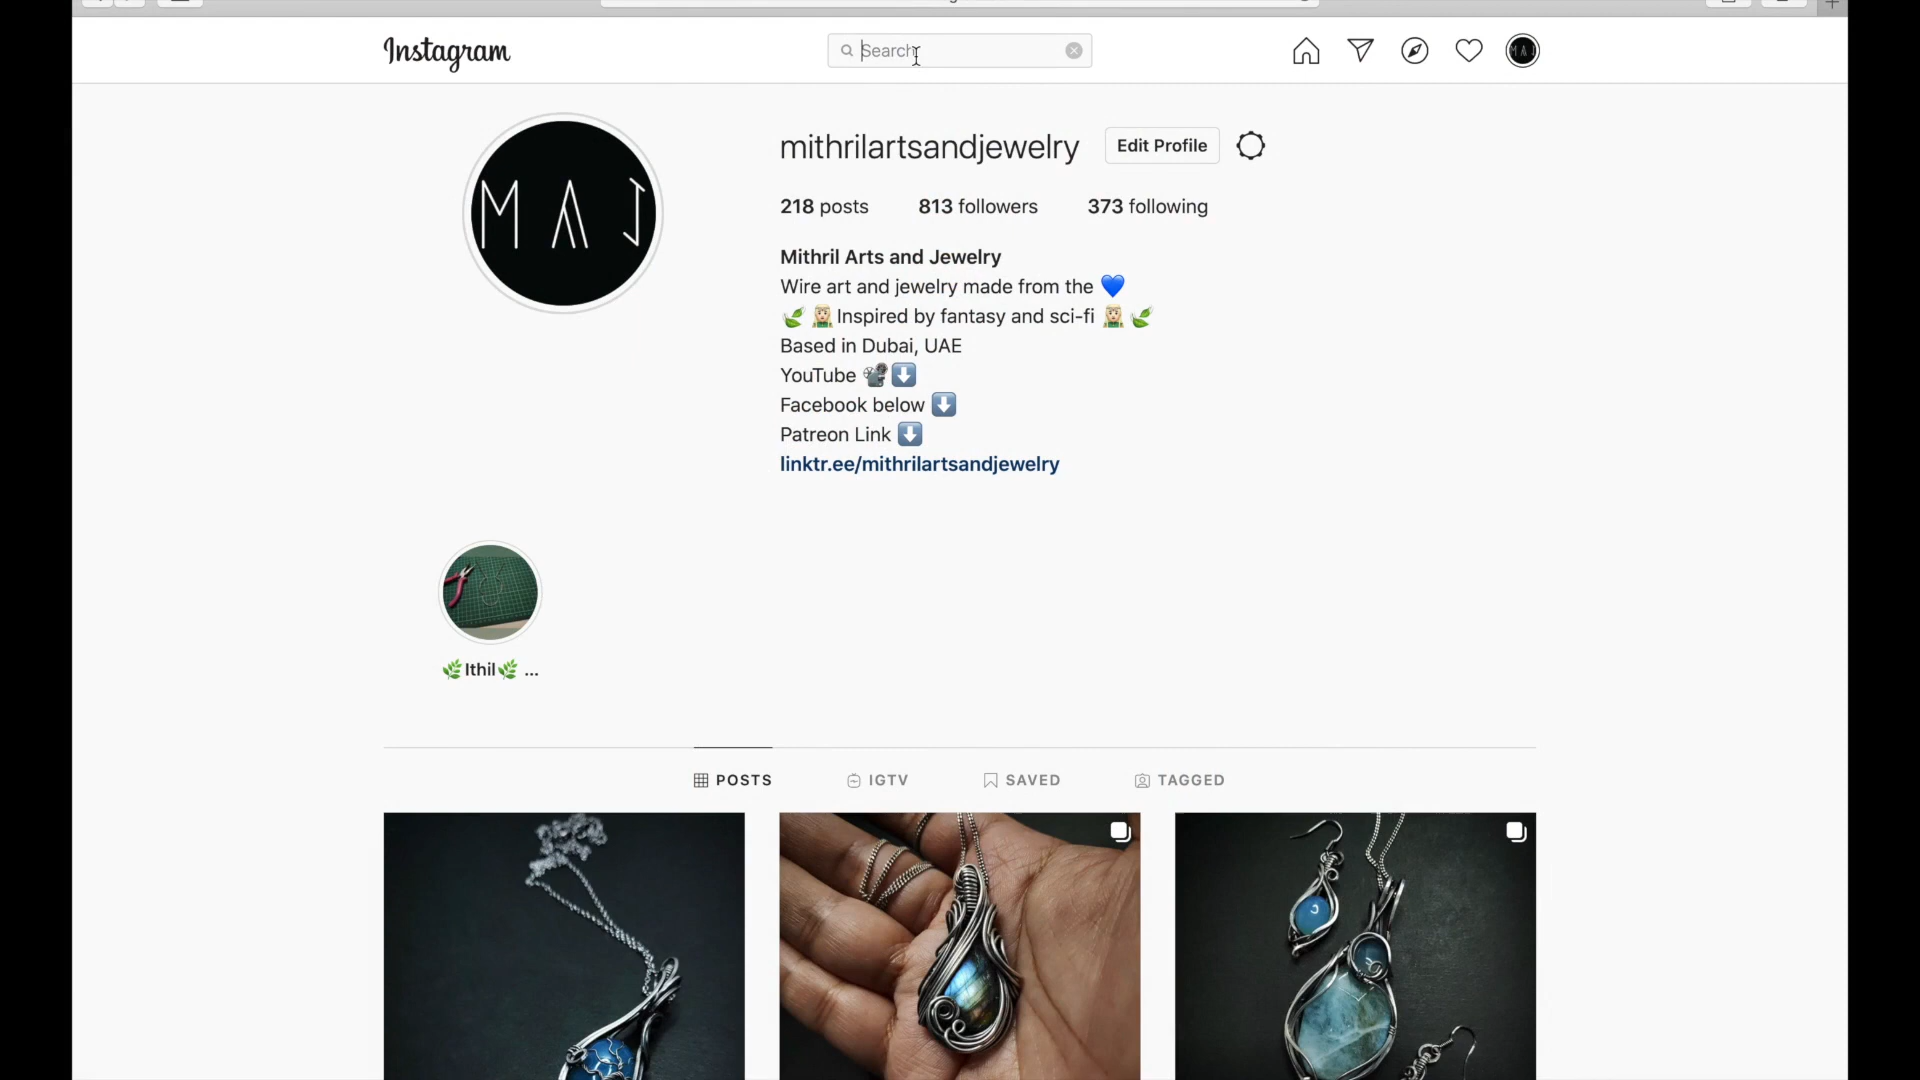 Instagram
Search
MAJ
mithrilartsandjewelry Edit Profile
218 posts 813 followers 373 following
MAJ
Mithril Arts and Jewelry
Wire art and jewelry made from the 💙
🌿 🧝🏼 Inspired by fantasy and sci-fi 🧝🏼 🌿
Based in Dubai, UAE
YouTube 📽️⬇️
Facebook below ⬇️
Patreon Link ⬇️
linktr.ee/mithrilartsandjewelry
🌿Ithil🌿 ...
POSTS IGTV SAVED TAGGED